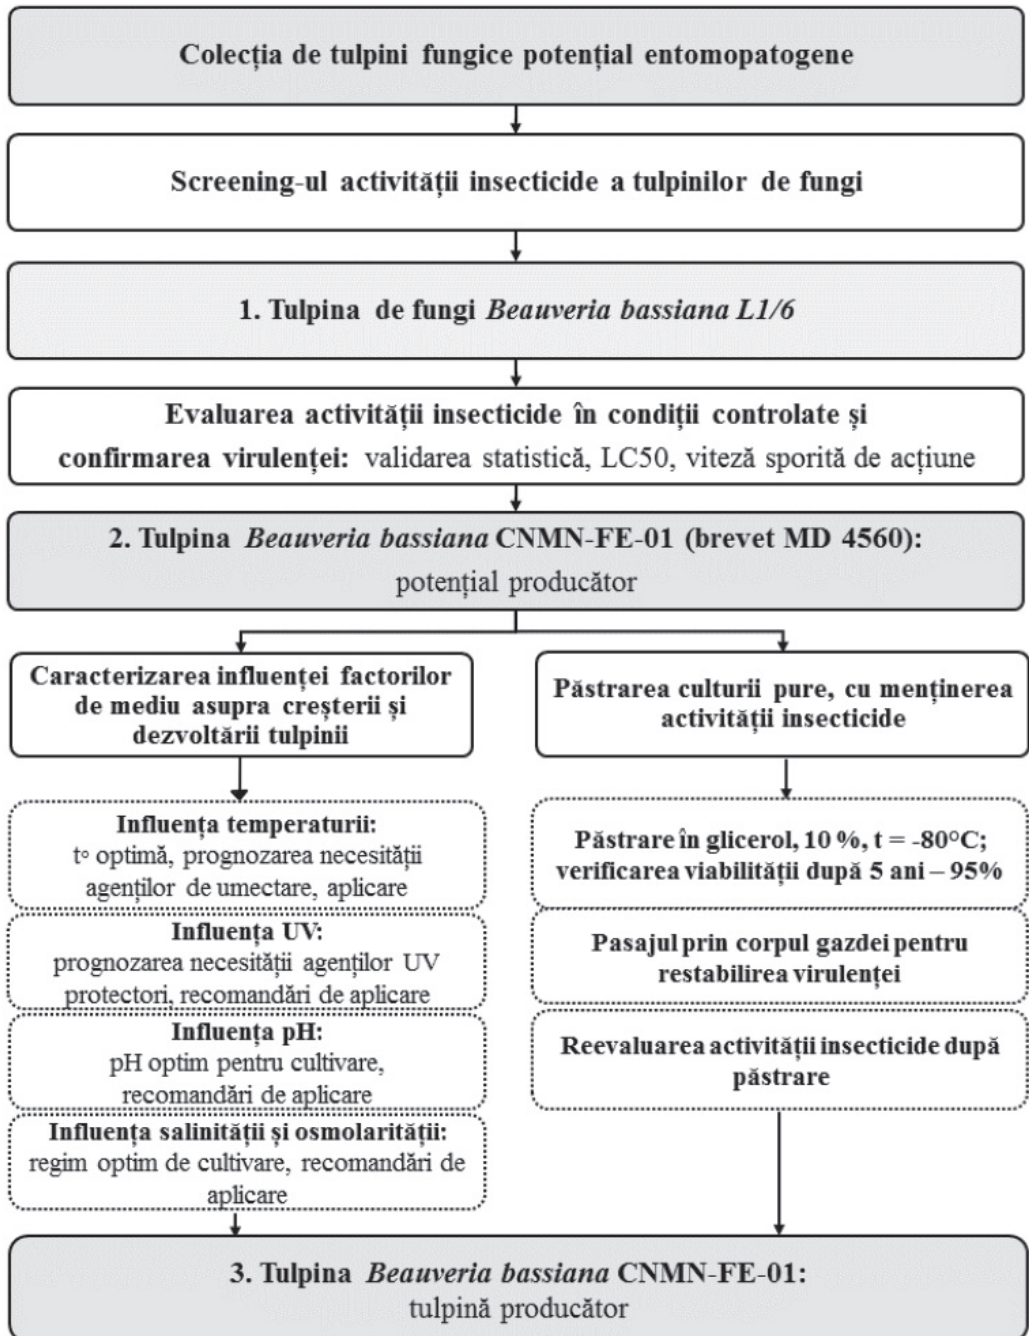 Colecția de tulpini fungice potențial entomopatogene
Screening-ul activității insecticide a tulpinilor de fungi
1. Tulpina de fungi Beauveria bassiana L1/6
Evaluarea activității insecticide în condiții controlate și
confirmarea virulenței: validarea statistică, LC50, viteză sporită de acțiune
2. Tulpina Beauveria bassiana CNMN-FE-01 (brevet MD 4560):
potențial producător
Caracterizarea influenței factorilor
de mediu asupra creșterii și
dezvoltării tulpinii
Influența temperaturii:
t° optimă, prognozarea necesității
agenților de umectare, aplicare
Influența UV:
prognozarea necesității agenților UV
protectori, recomandări de aplicare
Influența pH:
pH optim pentru cultivare,
recomandări de aplicare
Influența salinității și osmolarității:
regim optim de cultivare, recomandări de
aplicare
Păstrarea culturii pure, cu menținerea
activității insecticide
Păstrare în glicerol, 10 %, t = -80°C;
verificarea viabilității după 5 ani – 95%
Pasajul prin corpul gazdei pentru
restabilirea virulenței
Reevaluarea activității insecticide după
păstrare
3. Tulpina Beauveria bassiana CNMN-FE-01:
tulpină producător